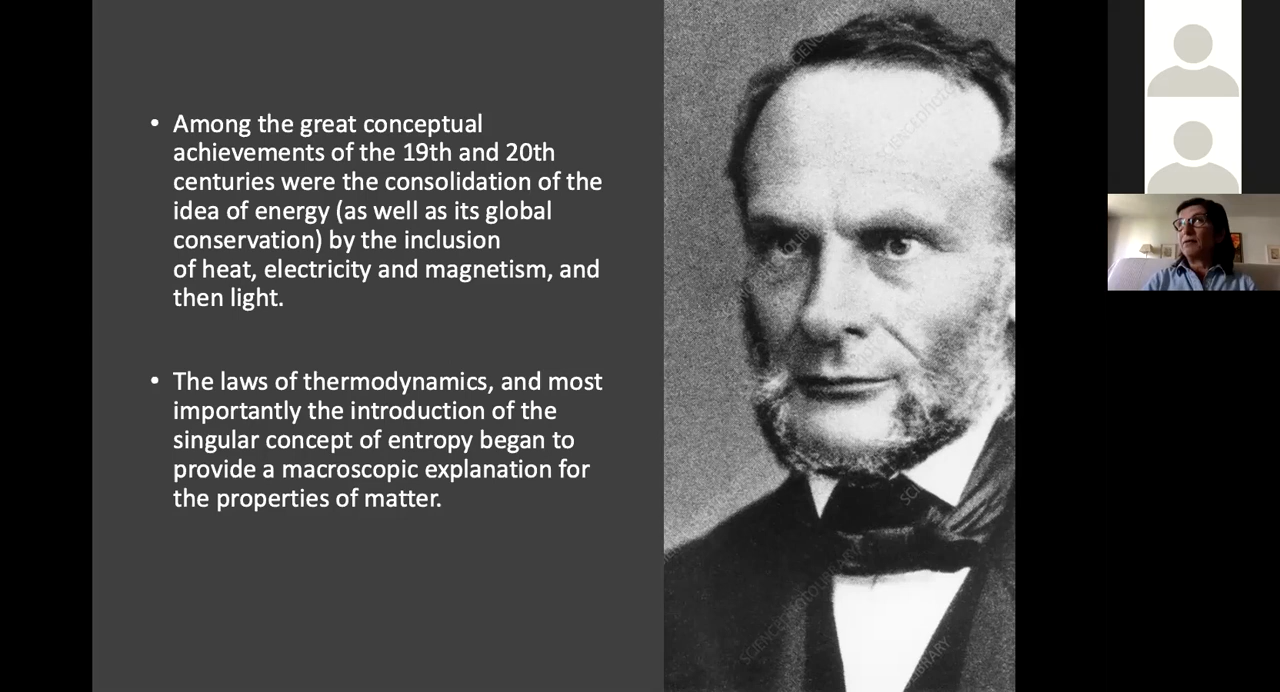 • Among the great conceptual
achievements of the 19th and 20th
centuries were the consolidation of the
idea of energy (as well as its global
conservation) by the inclusion
of heat, electricity and magnetism, and
then light.
• The laws of thermodynamics, and most
importantly the introduction of the
singular concept of entropy began to
provide a macroscopic explanation for
the properties of matter.
SCIENCEPHOTOLIBRARY